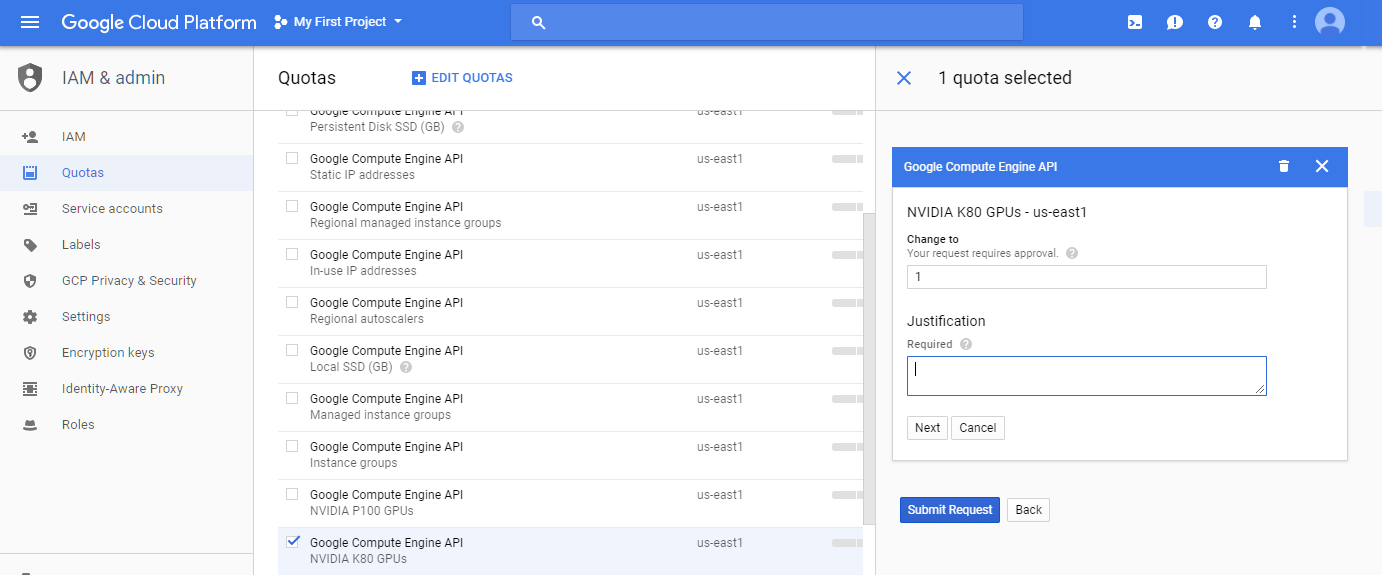 Google Cloud Platform
My First Project
IAM & admin
IAM
Quotas
Service accounts
Labels
GCP Privacy & Security
Settings
Encryption keys
Identity-Aware Proxy
Roles
Quotas
EDIT QUOTAS
Google Compute Engine API us-east1
Persistent Disk SSD (GB)
Google Compute Engine API us-east1
Static IP addresses
Google Compute Engine API us-east1
Regional managed instance groups
Google Compute Engine API us-east1
In-use IP addresses
Google Compute Engine API us-east1
Regional autoscalers
Google Compute Engine API us-east1
Local SSD (GB)
Google Compute Engine API us-east1
Managed instance groups
Google Compute Engine API us-east1
Instance groups
Google Compute Engine API us-east1
NVIDIA P100 GPUs
Google Compute Engine API us-east1
NVIDIA K80 GPUs
1 quota selected
Google Compute Engine API
NVIDIA K80 GPUs - us-east1
Change to
Your request requires approval.
1
Justification
Required
Next Cancel
Submit Request Back